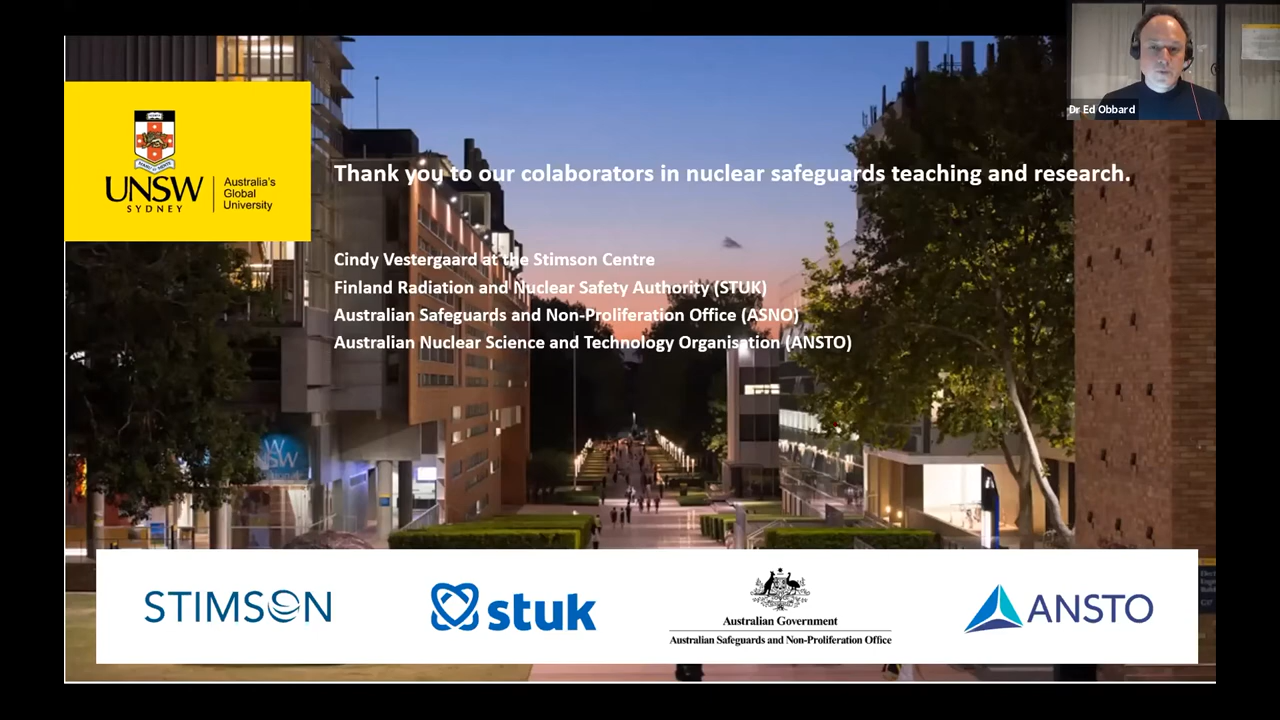 Dr Ed Obbard
UNSW
SYDNEY
Australia's
Global
University
Thank you to our colaborators in nuclear safeguards teaching and research.
Cindy Vestergaard at the Stimson Centre
Finland Radiation and Nuclear Safety Authority (STUK)
Australian Safeguards and Non-Proliferation Office (ASNO)
Australian Nuclear Science and Technology Organisation (ANSTO)
UNSW
STIMSON
stuk
Australian Government
Australian Safeguards and Non-Proliferation Office
ANSTO